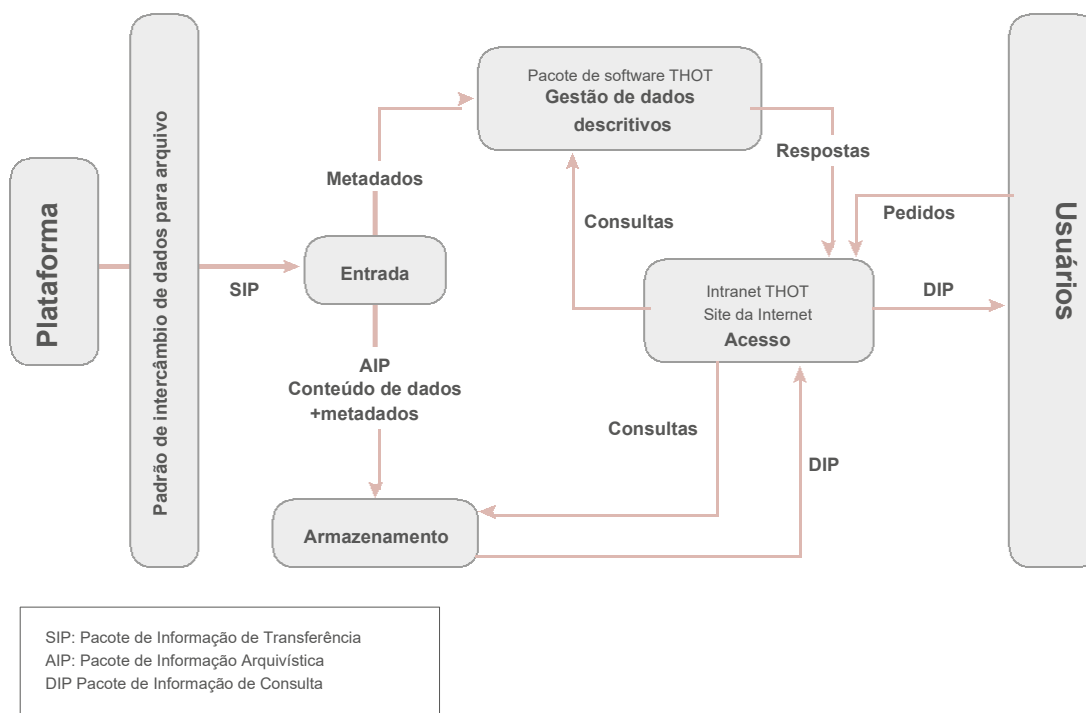 Plataforma
Padrão de intercâmbio de dados para arquivo
SIP
Metadados
Entrada
AIP
Conteúdo de dados
+metadados
Armazenamento
Pacote de software THOT
Gestão de dados
descritivos
Respostas
Consultas
Pedidos
Intranet THOT
Site da Internet
Acesso
DIP
Consultas
DIP
Usuários
SIP: Pacote de Informação de Transferência
AIP: Pacote de Informação Arquivística
DIP Pacote de Informação de Consulta